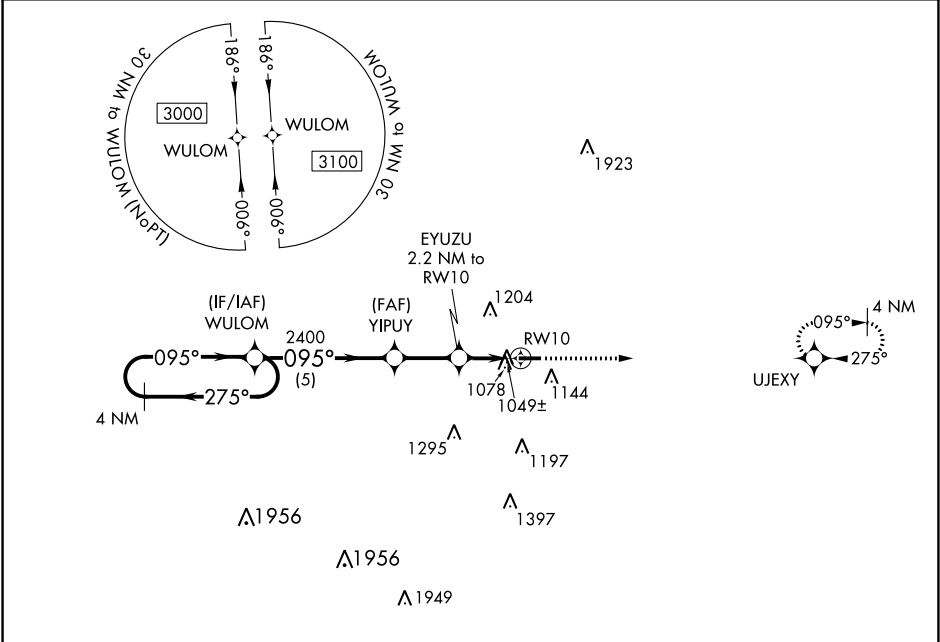 30 NM to WULOM (NoPT)
186°
3000
WULOM
006°
186°
WULOM
3100
006°
30 NM to WULOM
1923
EYUZU
2.2 NM to
RW10
(IF/IAF)
WULOM
(FAF)
YIPUY
1204
RW10
4 NM
095°
2400
095°
(5)
275°
4 NM
1078
1049±
1144
095°
275°
UJEXY
1295
1197
1397
1956
1956
1949